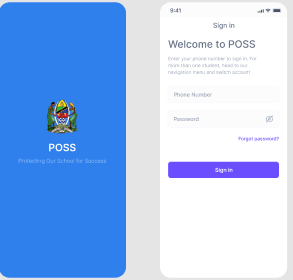 POSS
Protecting Our School for Success
9:41
Sign in
Welcome to POSS
Enter your phone number to sign in. For
more than one student, head to our
navigation menu and switch account
Phone Number
Password
Forgot password?
Sign in